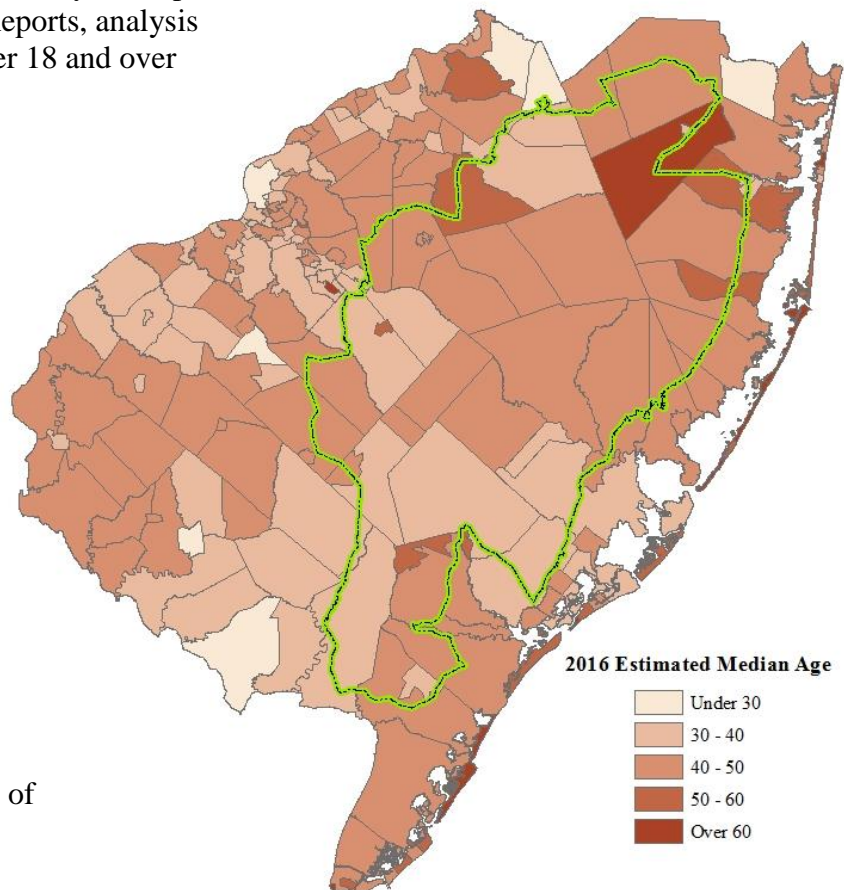 eports, analysis
er 18 and over
of
2016 Estimated Median Age
Under 30
30 - 40
40 - 50
50 - 60
Over 60